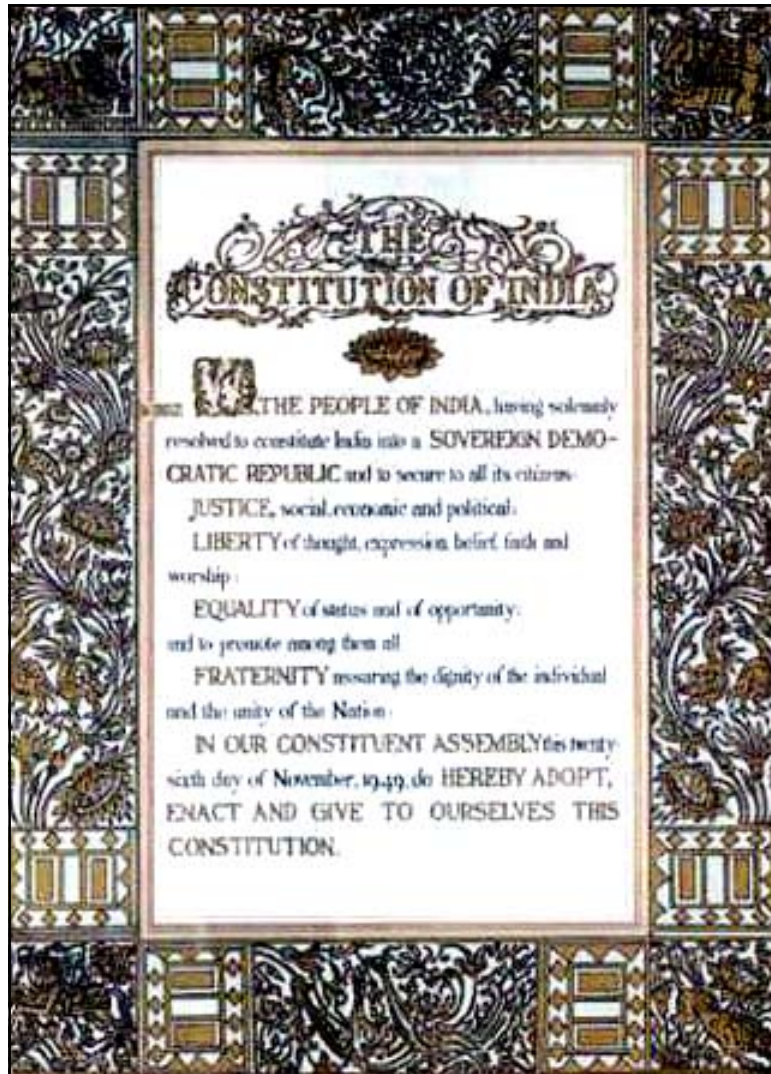 THE
CONSTITUTION OF INDIA
WE, THE PEOPLE OF INDIA, having solemnly
resolved to constitute India into a SOVEREIGN DEMO-
CRATIC REPUBLIC and to secure to all its citizens:
JUSTICE, social, economic and political;
LIBERTY of thought, expression, belief, faith and
worship;
EQUALITY of status and of opportunity;
and to promote among them all
FRATERNITY assuring the dignity of the individual
and the unity of the Nation;
IN OUR CONSTITUENT ASSEMBLY this twenty-
sixth day of November, 1949, do HEREBY ADOPT,
ENACT AND GIVE TO OURSELVES THIS
CONSTITUTION.